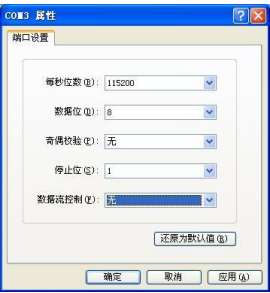 COM3 属性
端口设置
每秒位数(B): 115200
数据位(D): 8
奇偶校验(P): 无
停止位(S): 1
数据流控制(F): 无
还原为默认值(R)
确定 取消 应用(A)